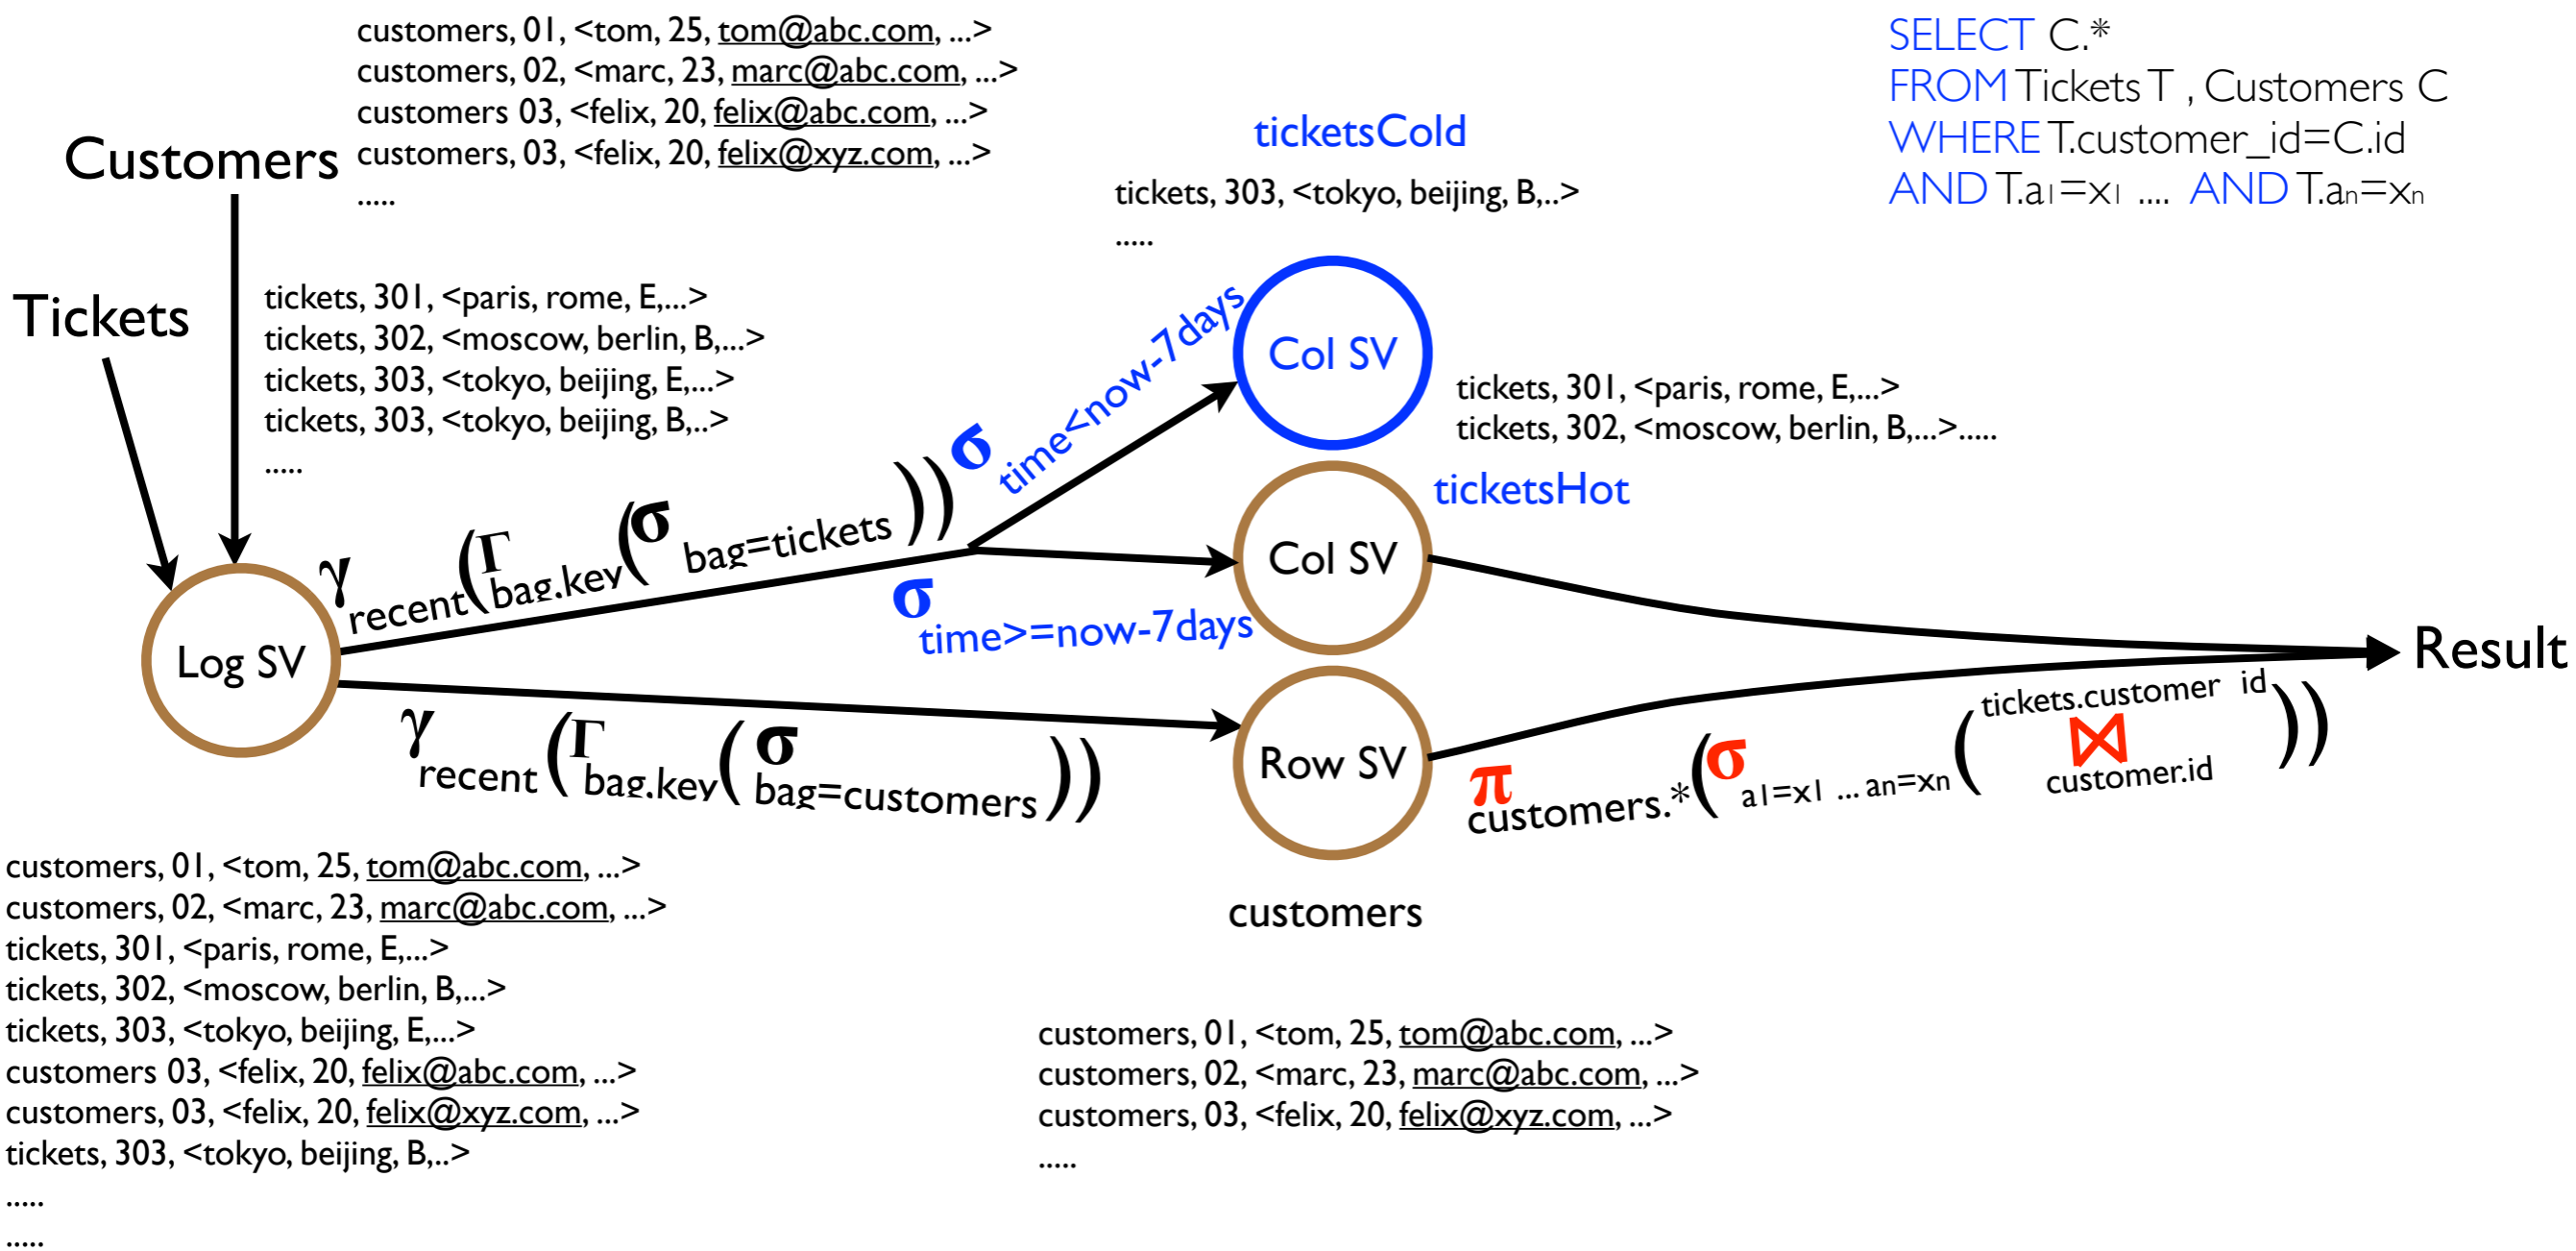 customers, 01, <tom, 25, tom@abc.com, ...>
customers, 02, <marc, 23, marc@abc.com, ...>
customers 03, <felix, 20, felix@abc.com, ...>
customers, 03, <felix, 20, felix@xyz.com, ...>
.....
Customers
SELECT C.*
FROM Tickets T , Customers C
WHERE T.customer_id=C.id
AND T.a1=x1 .... AND T.an=xn
ticketsCold
tickets, 303, <tokyo, beijing, B,..>
.....
Tickets
tickets, 301, <paris, rome, E,...>
tickets, 302, <moscow, berlin, B,...>
tickets, 303, <tokyo, beijing, E,...>
tickets, 303, <tokyo, beijing, B,..>
.....
Col SV
σ time<now-7days
tickets, 301, <paris, rome, E,...>
tickets, 302, <moscow, berlin, B,...>.....
ticketsHot
γ recent(Γ bag.key(σ bag=tickets))
Col SV
σ time>=now-7days
Log SV
Result
γ recent(Γ bag.key(σ bag=customers))
Row SV
π customers.*(σ a1=x1 ... an=xn(tickets.customer id ⋈ customer.id))
customers
customers, 01, <tom, 25, tom@abc.com, ...>
customers, 02, <marc, 23, marc@abc.com, ...>
tickets, 301, <paris, rome, E,...>
tickets, 302, <moscow, berlin, B,...>
tickets, 303, <tokyo, beijing, E,...>
customers 03, <felix, 20, felix@abc.com, ...>
customers, 03, <felix, 20, felix@xyz.com, ...>
tickets, 303, <tokyo, beijing, B,..>
.....
.....
customers, 01, <tom, 25, tom@abc.com, ...>
customers, 02, <marc, 23, marc@abc.com, ...>
customers, 03, <felix, 20, felix@xyz.com, ...>
.....